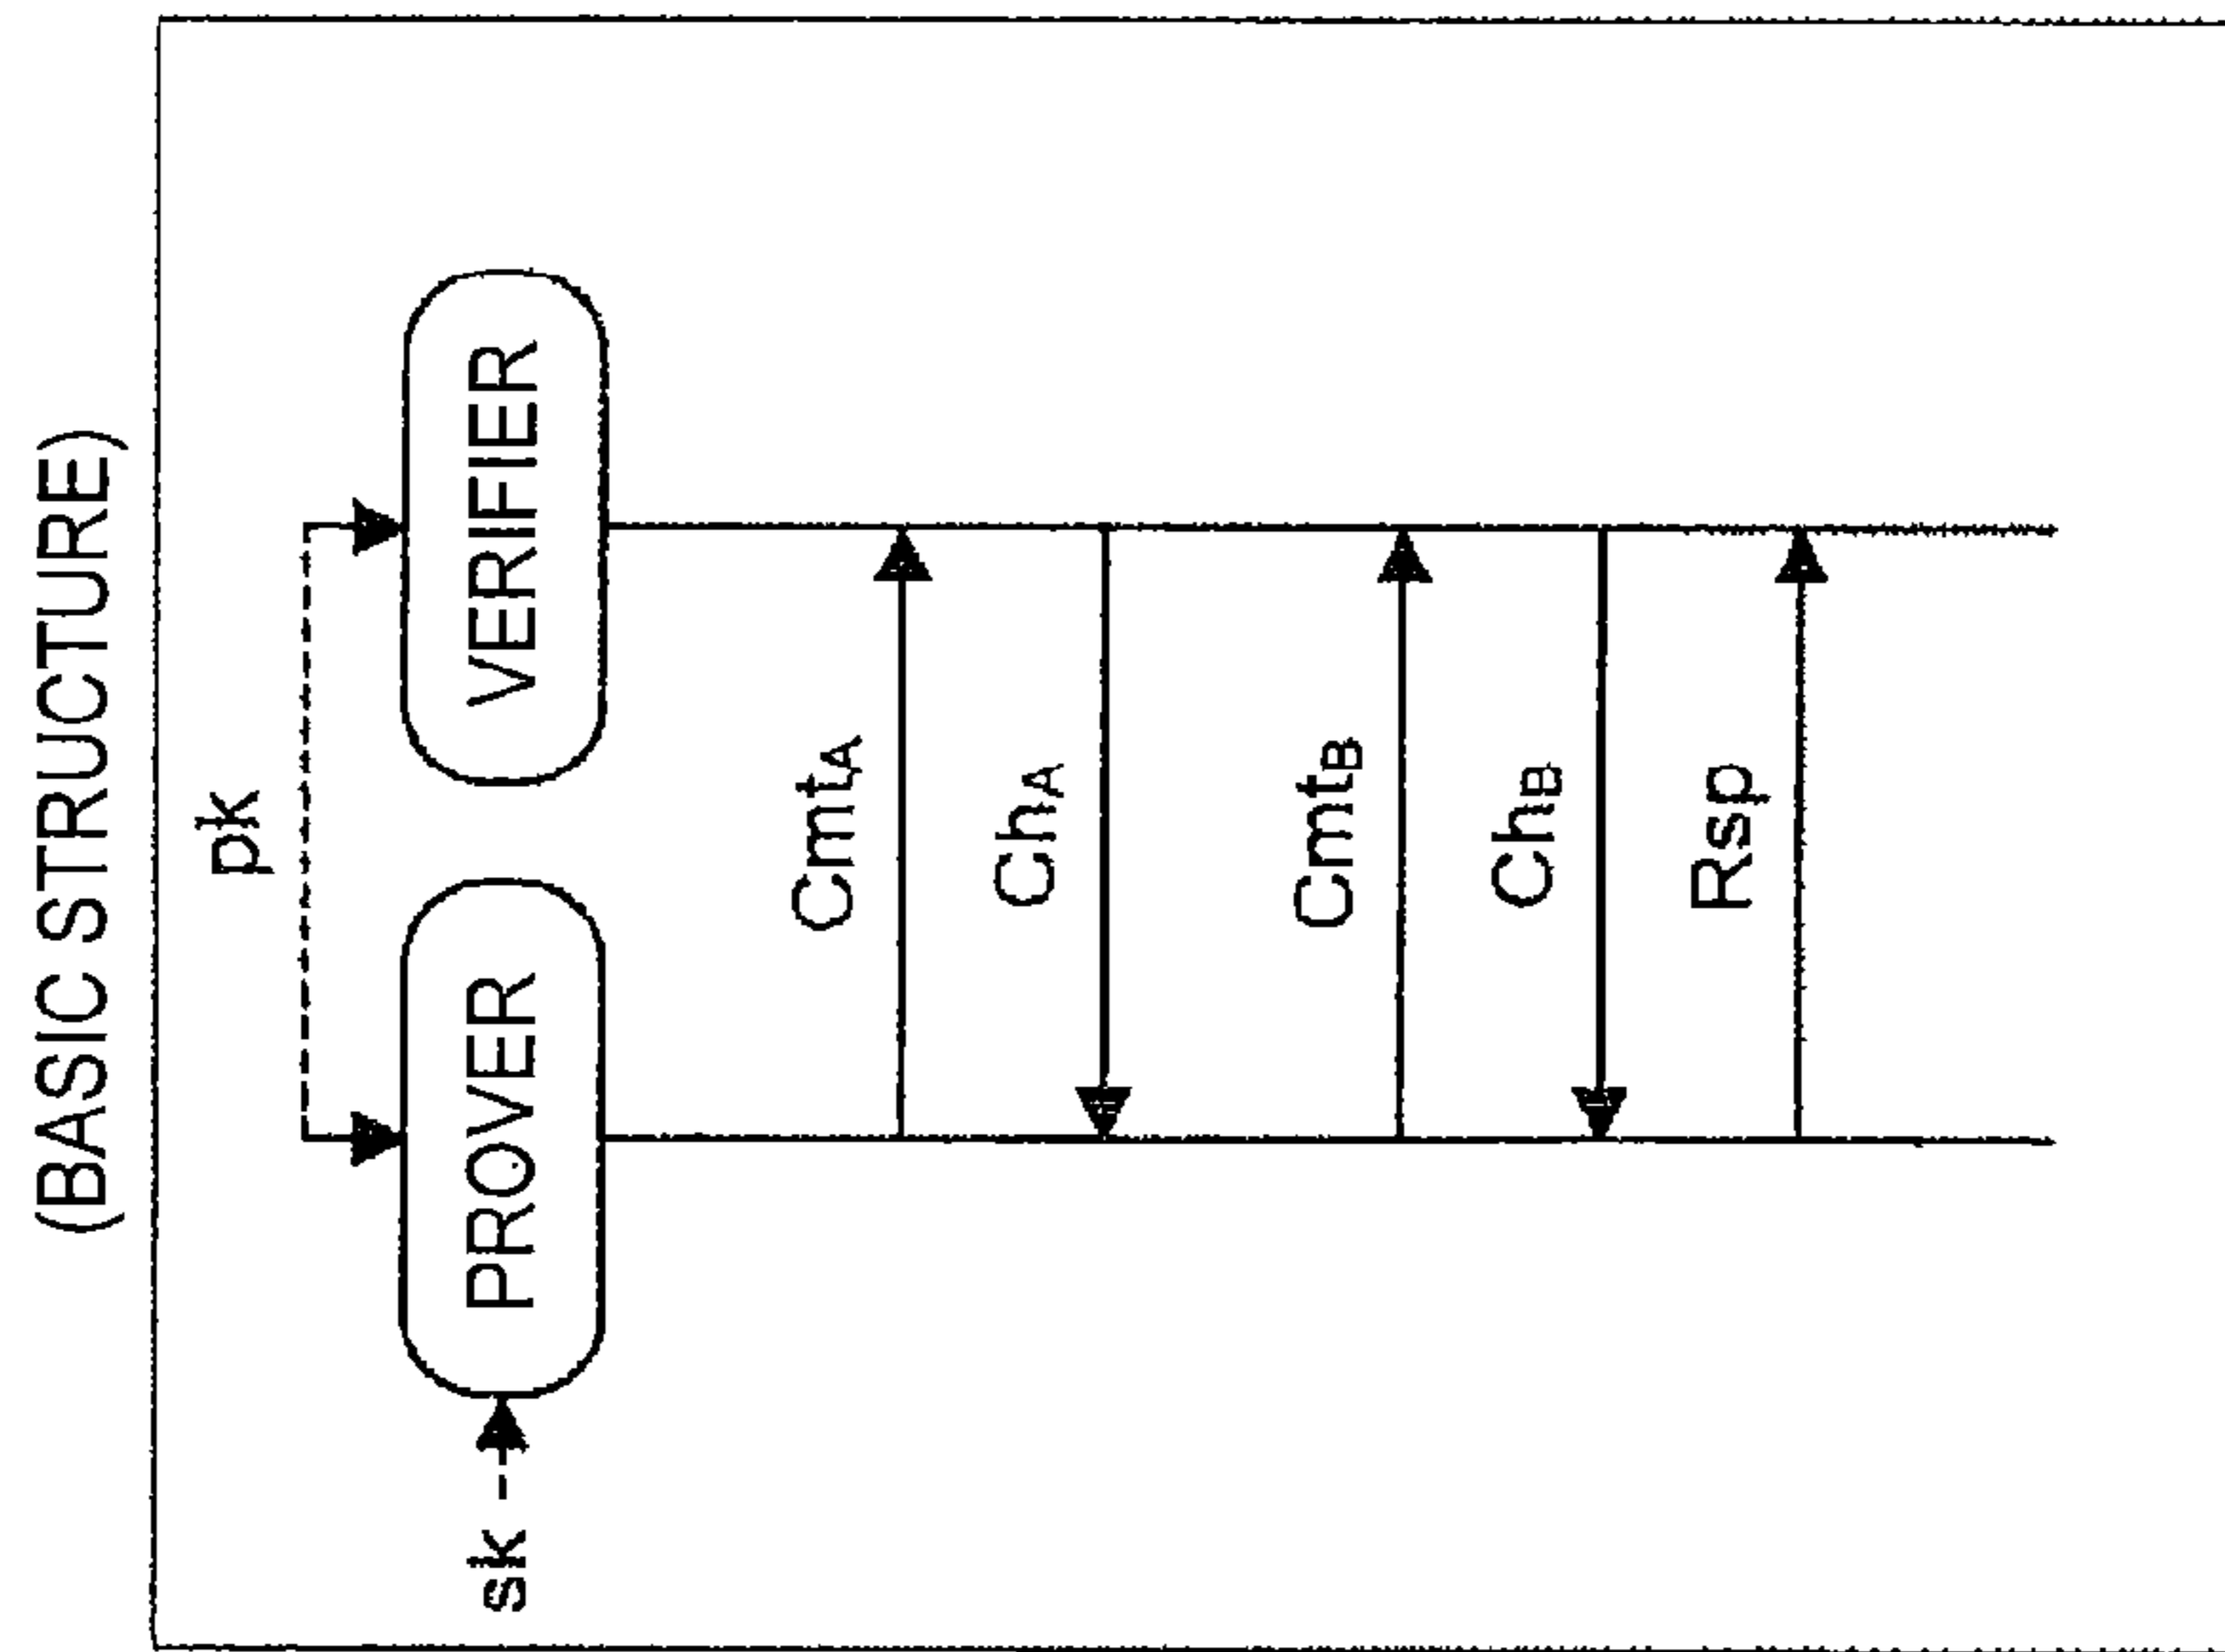 (BASIC STRUCTURE)
pk
sk
PROVER
VERIFIER
CmtA
ChA
CmtB
ChB
Rsp